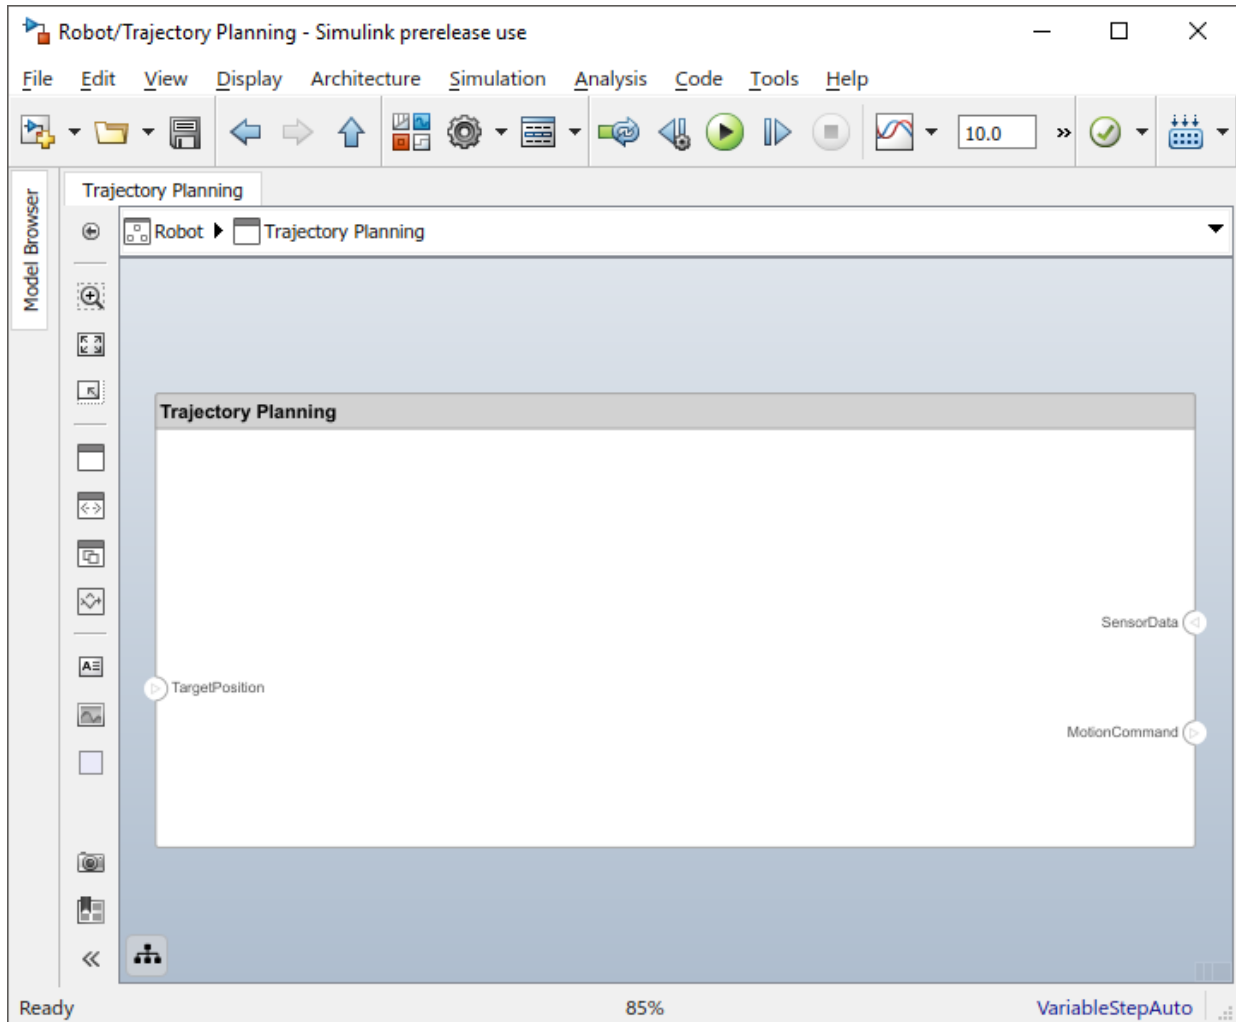 Robot/Trajectory Planning - Simulink prerelease use
File Edit View Display Architecture Simulation Analysis Code Tools Help
10.0
Model Browser
Trajectory Planning
Robot Trajectory Planning
Trajectory Planning
SensorData
TargetPosition
MotionCommand
Ready 85% VariableStepAuto